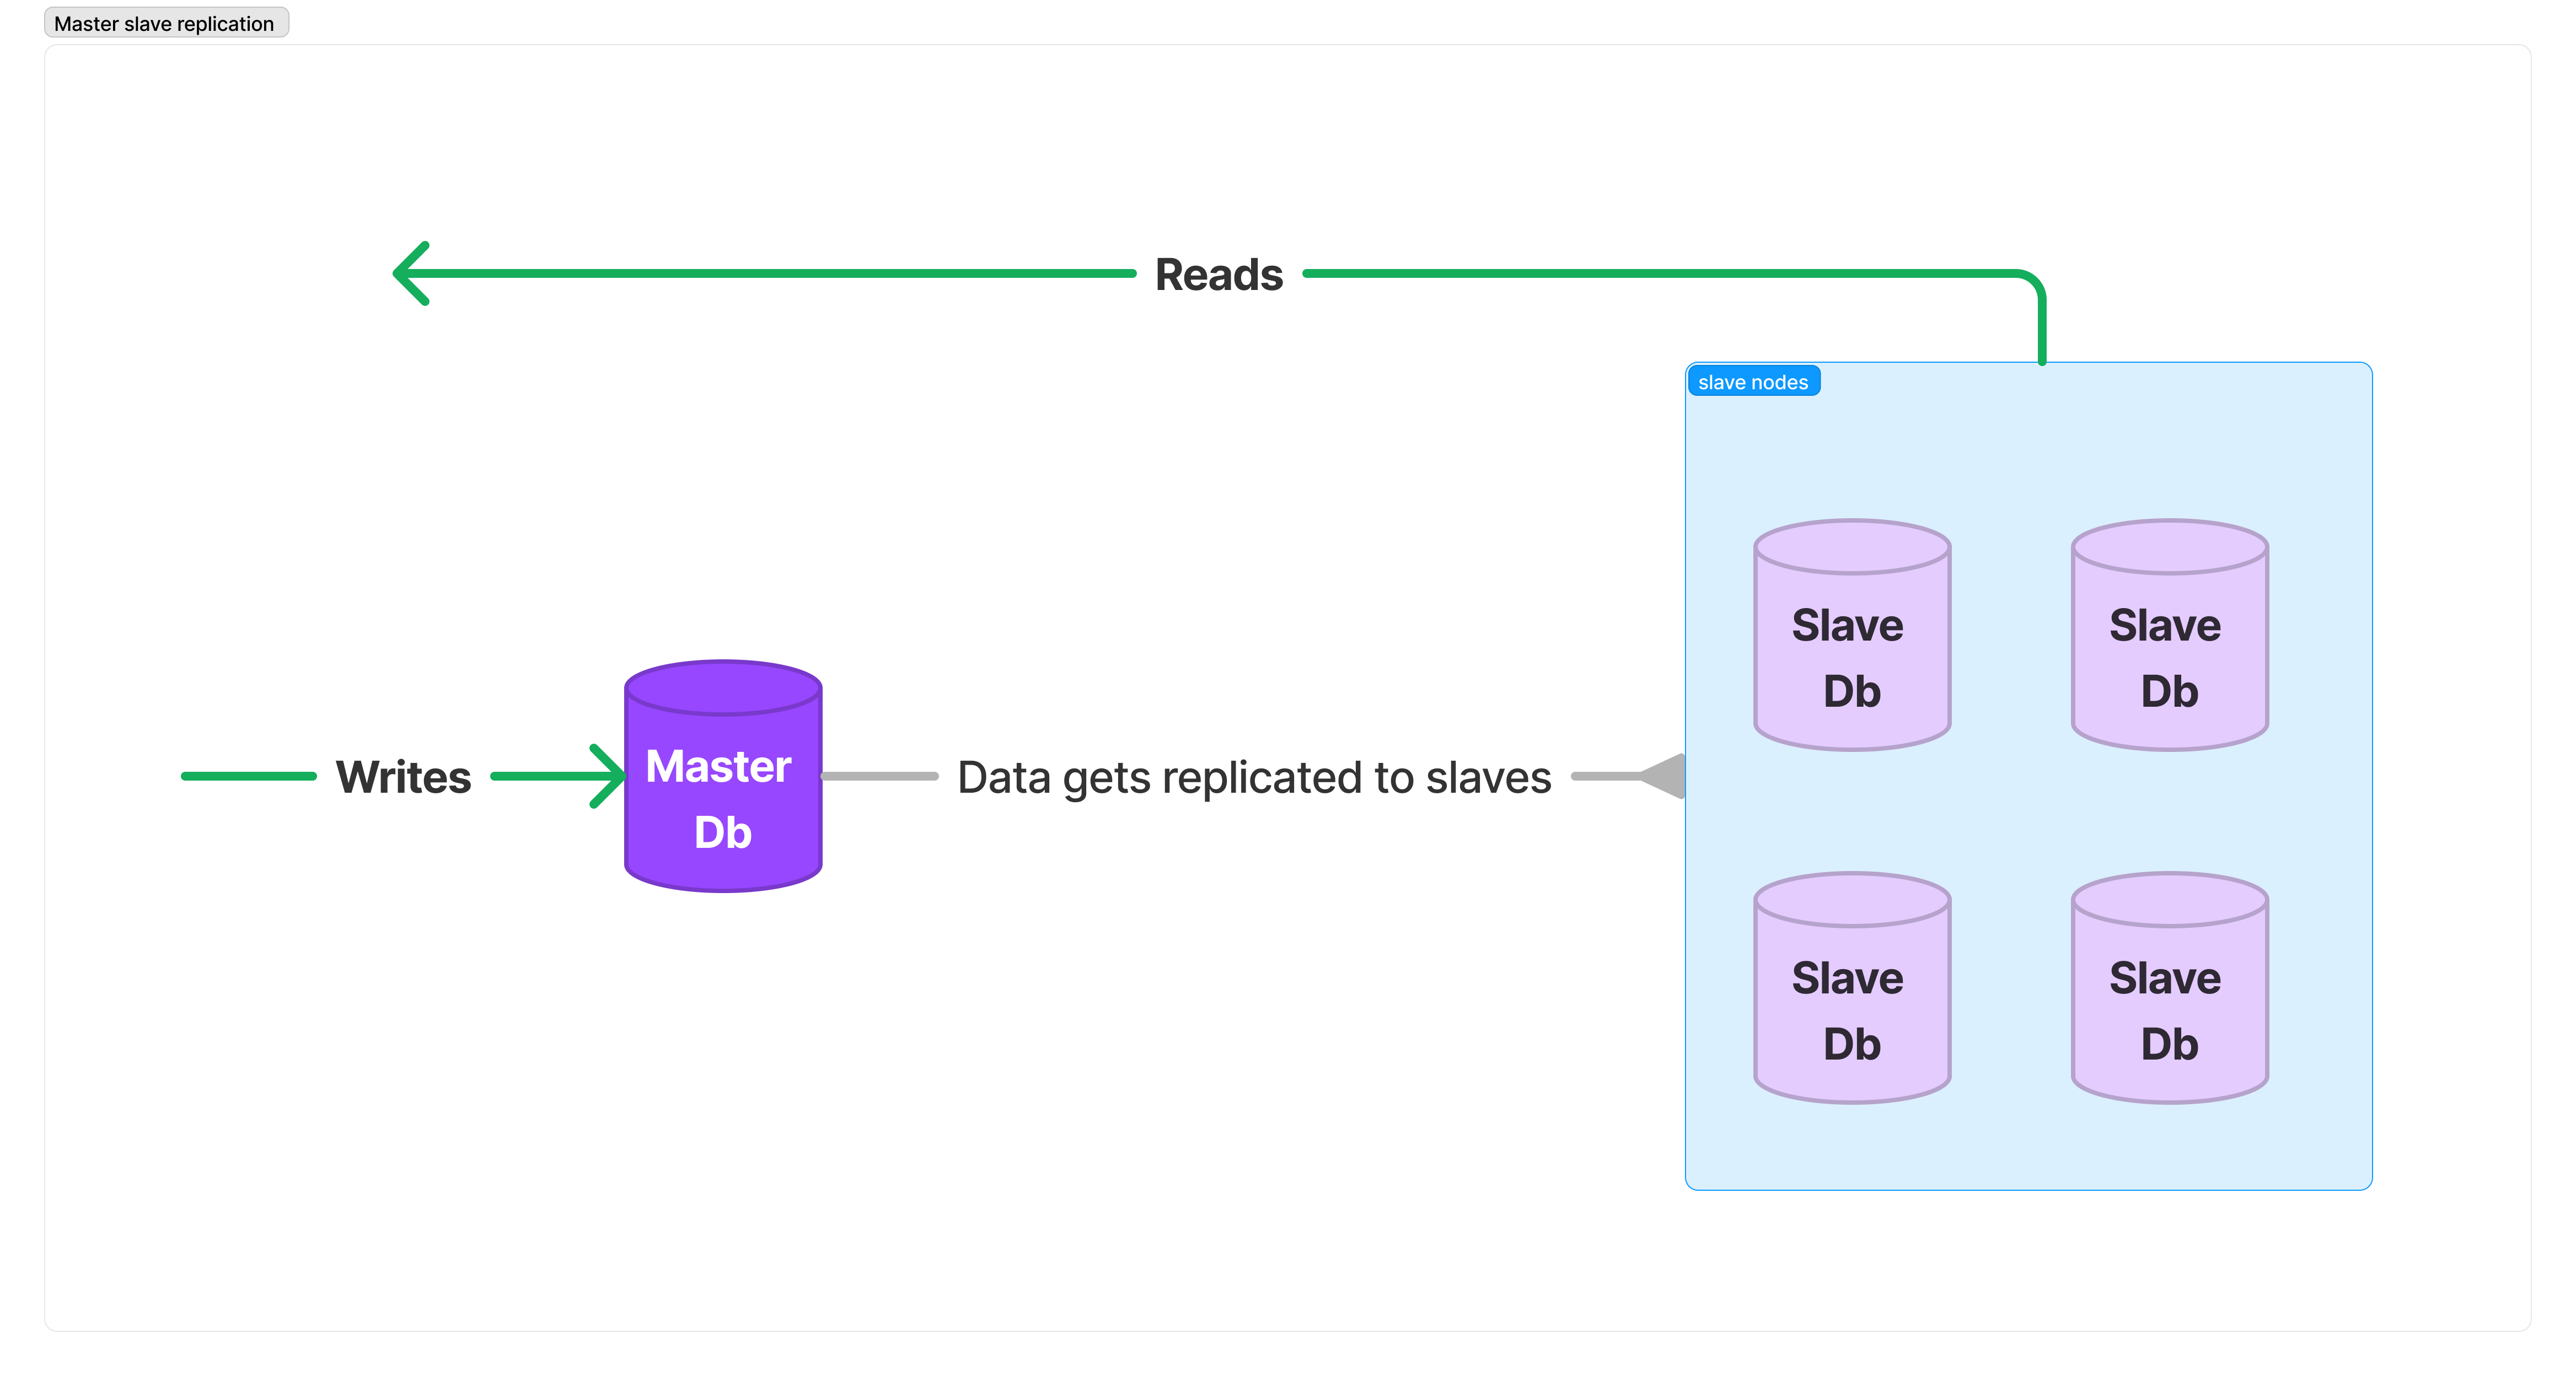 Master slave replication
Reads
slave nodes
Slave
Db
Slave
Db
Writes
Master
Db
Data gets replicated to slaves
Slave
Db
Slave
Db